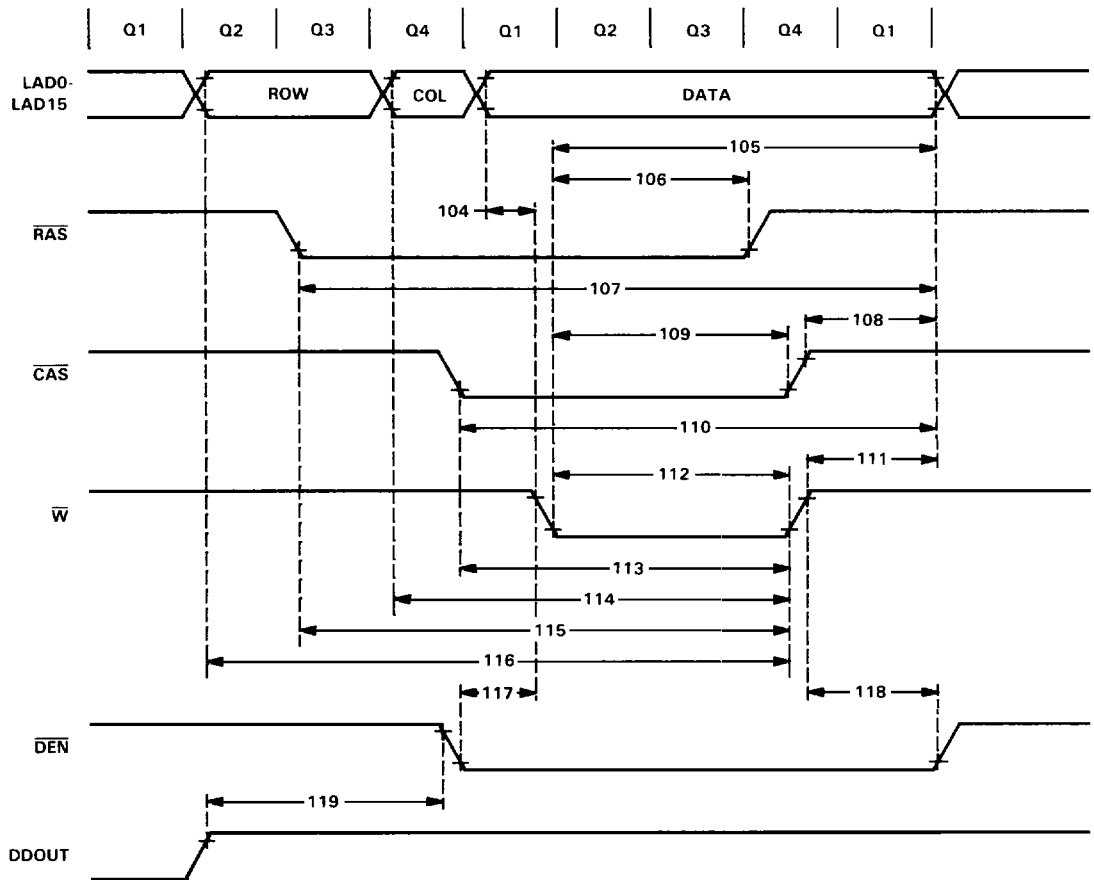 Q1 Q2 Q3 Q4 Q1 Q2 Q3 Q4 Q1
LAD0-
LAD15
ROW COL DATA
105
106
104
RAS
107
108
109
CAS
110
111
112
W
113
114
115
116
117 118
DEN
119
DDOUT